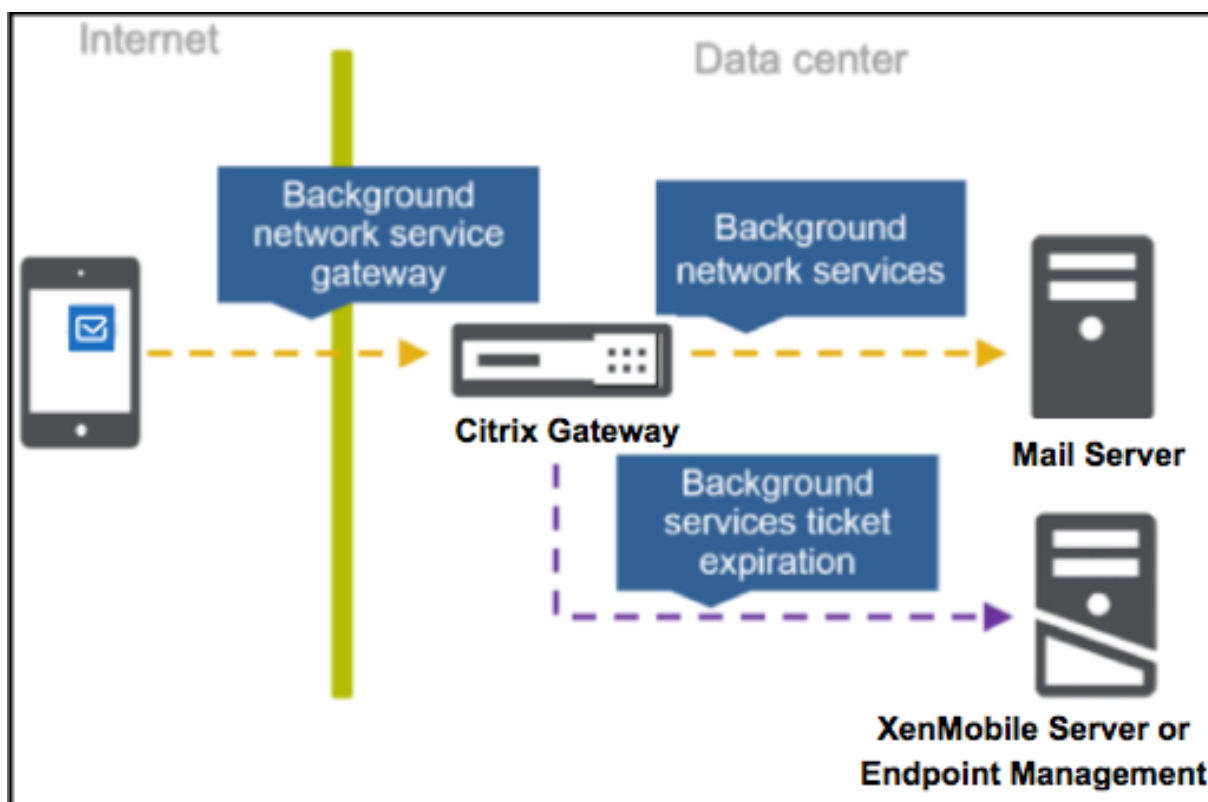 Internet
Data center
Background
network service
gateway
Background
network services
Citrix Gateway
Mail Server
Background
services ticket
expiration
XenMobile Server or
Endpoint Management